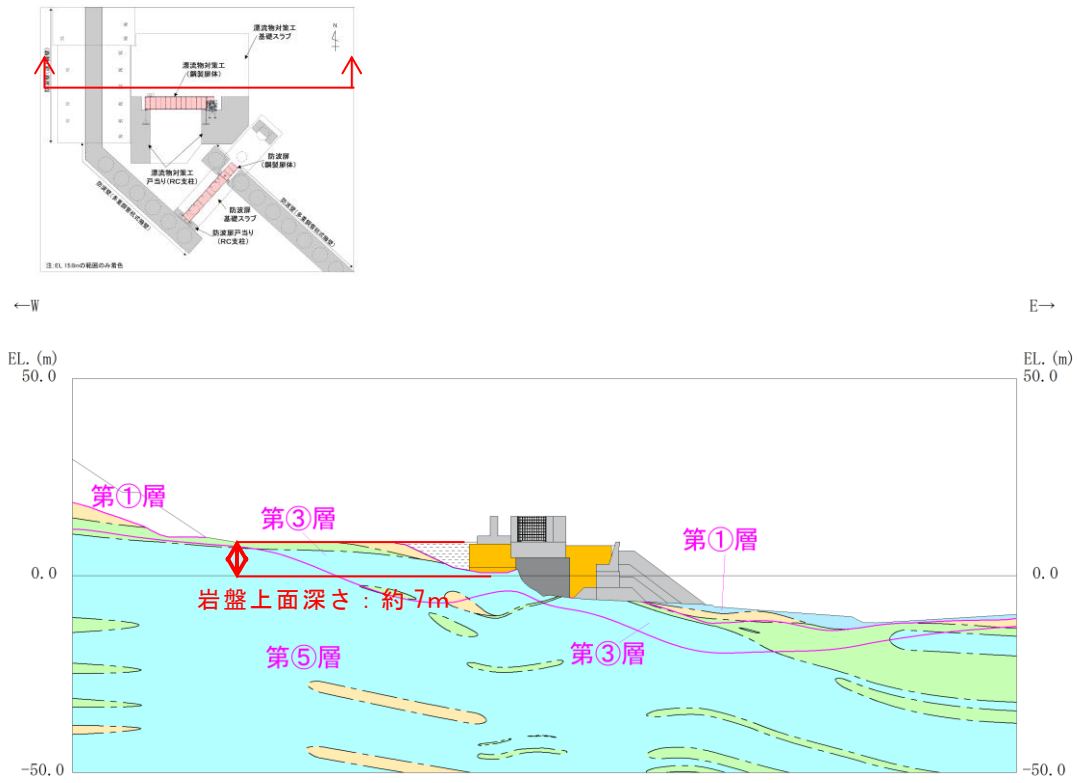 漂流物対策工
基礎スラブ
N
漂流物対策工
(鋼製扉体)
漂流物対策工
戸当り(RC支柱)
防波扉
(鋼製扉体)
防波壁(多重鋼管杭式擁壁)
防波扉
基礎スラブ
防波扉戸当り
(RC支柱)
防波壁(多重鋼管杭式擁壁)
注:EL 15.0mの範囲のみ着色
←W
E→
EL.(m)
EL.(m)
50.0
50.0
第①層
第③層
第①層
0.0
0.0
岩盤上面深さ:約7m
第⑤層
第③層
-50.0
-50.0